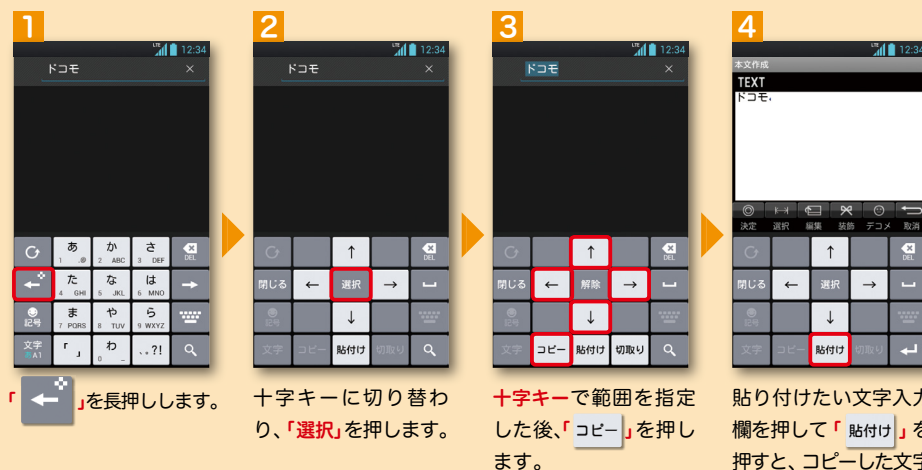 1
LTE 12:34
ドコモ ×
あ か さ DEL
1 .@ 2 ABC 3 DEF
← た な は →
4 GHI 5 JKL 6 MNO
記号 ま や ら
7 PQRS 8 TUV 9 WXYZ
文字 「」 わ 、。?!
あA1 0 _
「←」を長押しします。
2
LTE 12:34
ドコモ ×
↑ DEL
閉じる ← 選択 →
記号 ↓
文字 コピー 貼付け 切取り
十字キーに切り替わ
り、「選択」を押します。
3
LTE 12:34
ドコモ ×
↑ DEL
閉じる ← 解除 →
記号 ↓
文字 コピー 貼付け 切取り
十字キーで範囲を指定
した後、「コピー」を押し
ます。
4
LTE 12:34
本文作成
TEXT
ドコモ.
決定 選択 編集 装飾 デコメ 取消
↑ DEL
閉じる ← 選択 →
記号 ↓
文字 コピー 貼付け 切取り
貼り付けたい文字入力
欄を押して「貼付け」を
押すと、コピーした文字